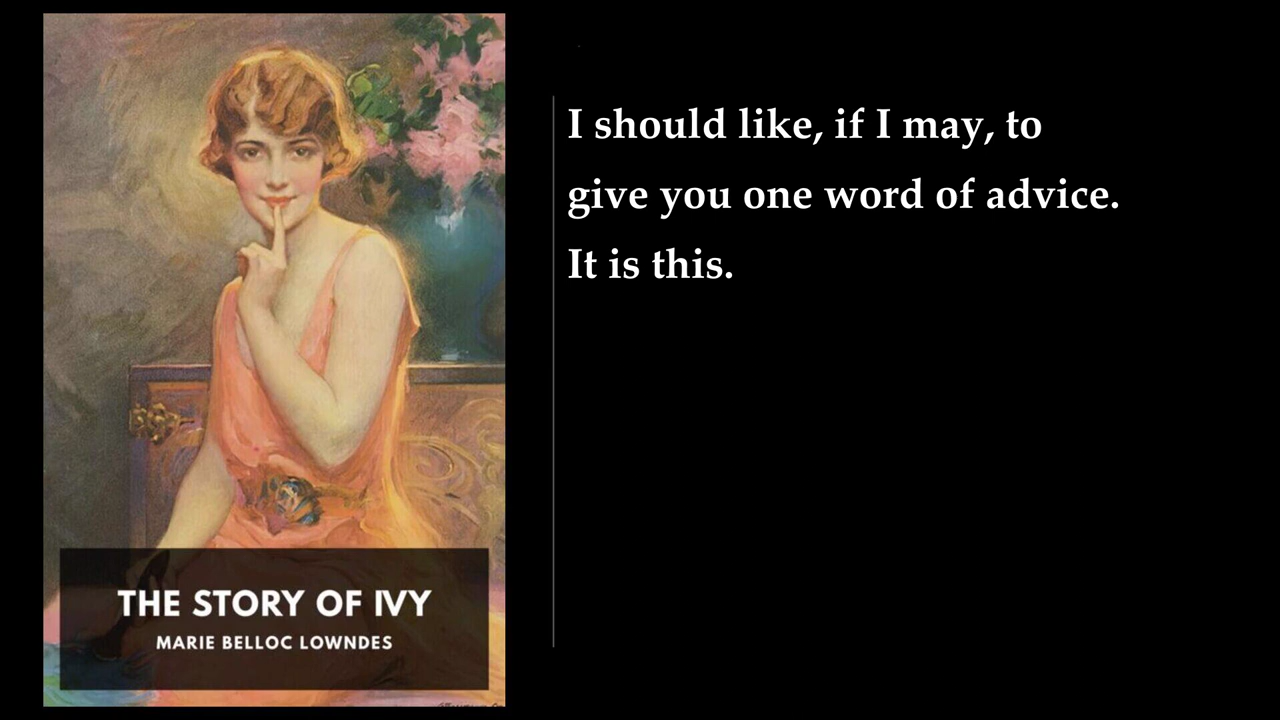 THE STORY OF IVY
MARIE BELLOC LOWNDES
I should like, if I may, to
give you one word of advice.
It is this.